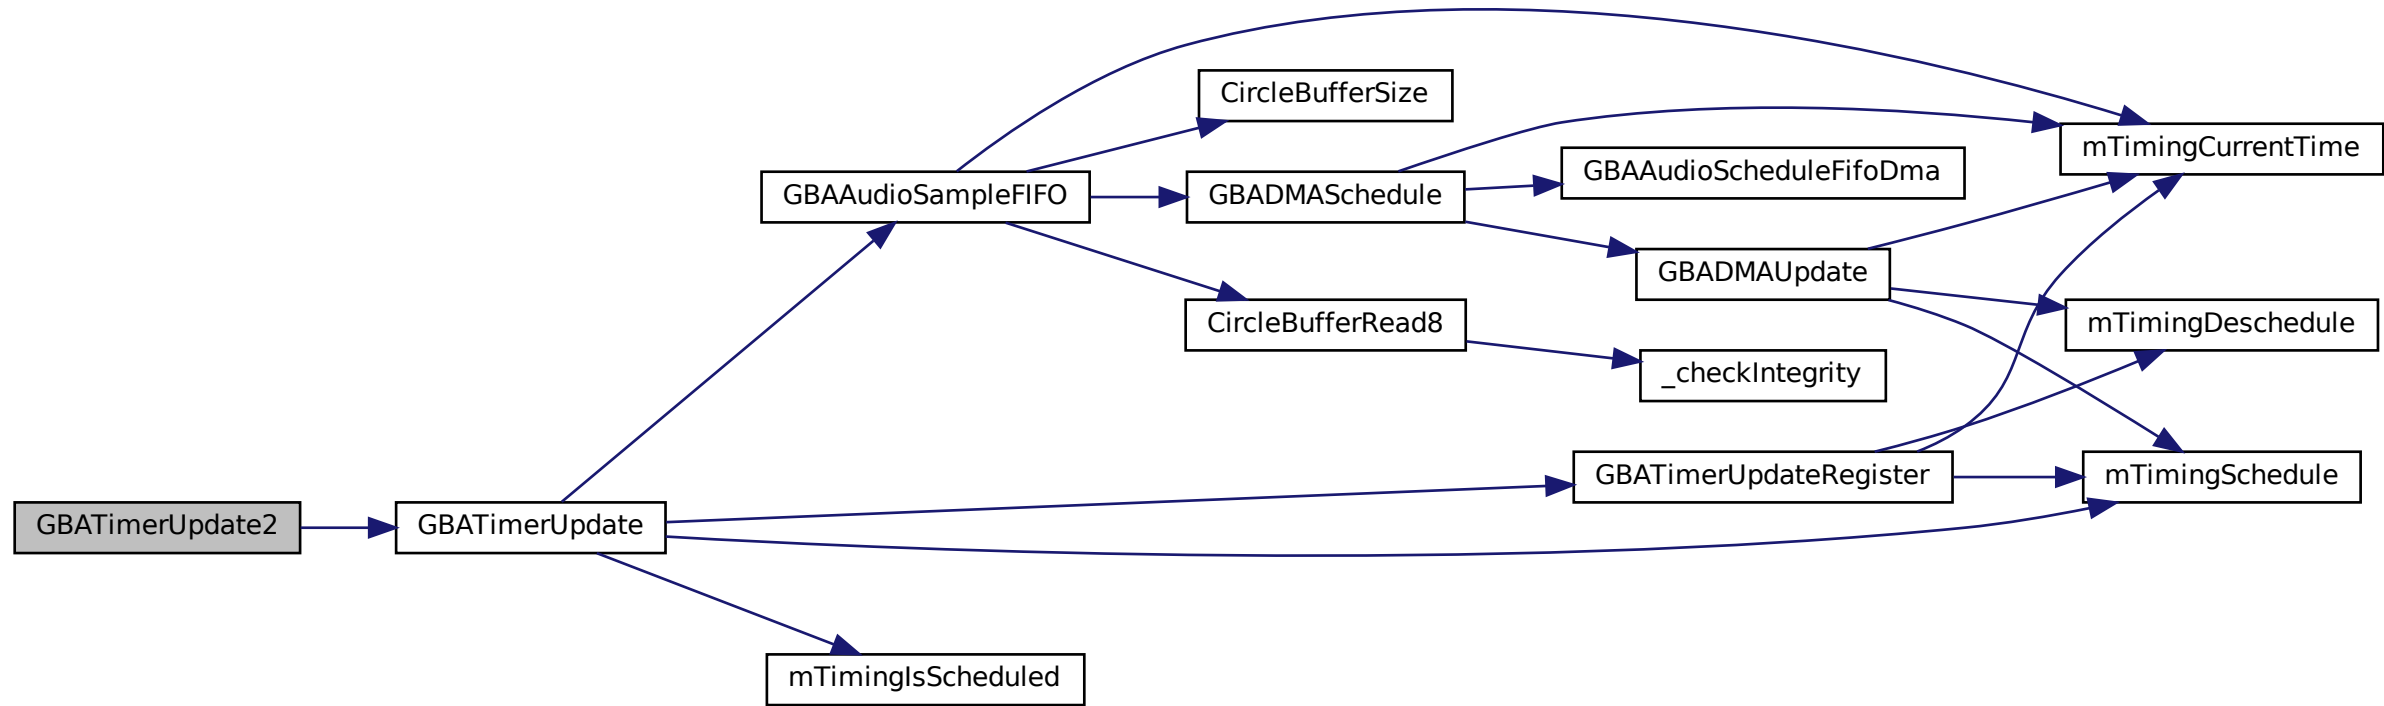 GBATimerUpdate2
GBATimerUpdate
GBAAudioSampleFIFO
mTimingIsScheduled
CircleBufferSize
GBADMASchedule
CircleBufferRead8
GBAAudioScheduleFifoDma
GBADMAUpdate
_checkIntegrity
GBATimerUpdateRegister
mTimingCurrentTime
mTimingDeschedule
mTimingSchedule